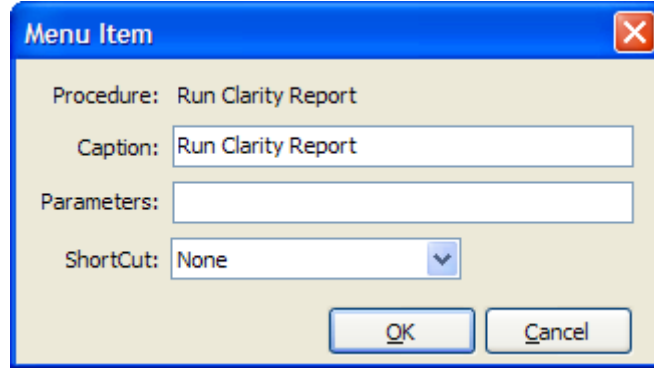 Menu Item
Procedure: Run Clarity Report
Caption: Run Clarity Report
Parameters:
ShortCut: None
OK Cancel